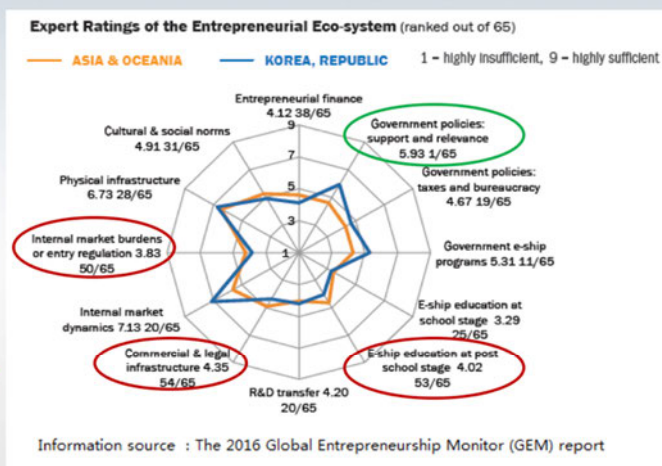 Expert Ratings of the Entrepreneurial Eco-system (ranked out of 65)
ASIA & OCEANIA
KOREA, REPUBLIC
1 – highly insufficient, 9 – highly sufficient
Entrepreneurial finance
4.12 38/65
Government policies:
support and relevance
5.93 1/65
Government policies:
taxes and bureaucracy
4.67 19/65
Government e-ship
programs 5.31 11/65
E-ship education at
school stage 3.29
25/65
E-ship education at post
school stage 4.02
53/65
R&D transfer 4.20
20/65
Commercial & legal
infrastructure 4.35
54/65
Internal market
dynamics 7.13 20/65
Internal market burdens
or entry regulation 3.83
50/65
Physical infrastructure
6.73 28/65
Cultural & social norms
4.91 31/65
9
7
5
3
1
Information source : The 2016 Global Entrepreneurship Monitor (GEM) report